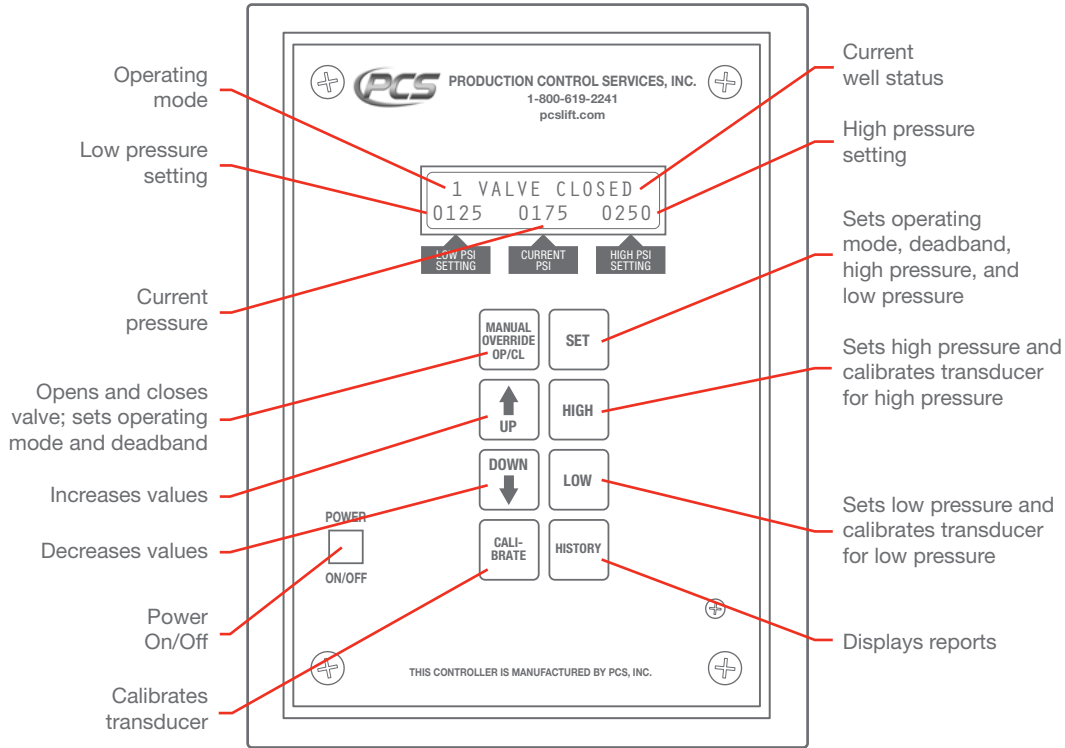 Operating
mode
Low pressure
setting
Current
pressure
Opens and closes
valve; sets operating
mode and deadband
Increases values
Decreases values
Power
On/Off
Calibrates
transducer
PCS
PRODUCTION CONTROL SERVICES, INC.
1-800-619-2241
pcslift.com
1 VALVE CLOSED
0125 0175 0250
LOW PSI
SETTING
CURRENT
PSI
HIGH PSI
SETTING
MANUAL
OVERRIDE
OP/CL
SET
UP
HIGH
DOWN
LOW
CALI-
BRATE
HISTORY
POWER
ON/OFF
THIS CONTROLLER IS MANUFACTURED BY PCS, INC.
Current
well status
High pressure
setting
Sets operating
mode, deadband,
high pressure, and
low pressure
Sets high pressure and
calibrates transducer
for high pressure
Sets low pressure and
calibrates transducer
for low pressure
Displays reports